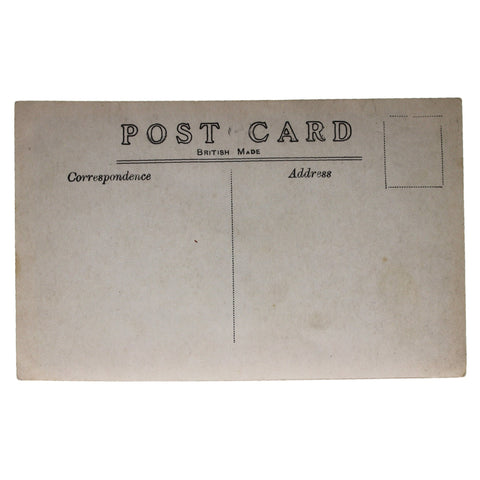 POST CARD
BRITISH MADE
Correspondence Address